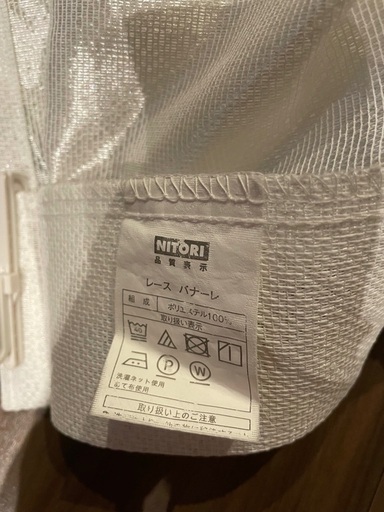 NITORI
品質表示
レース バナーレ
組成 ポリエステル100%
取り扱い表示
P W
洗濯ネット使用
あて布使用
取り扱い上のご注意